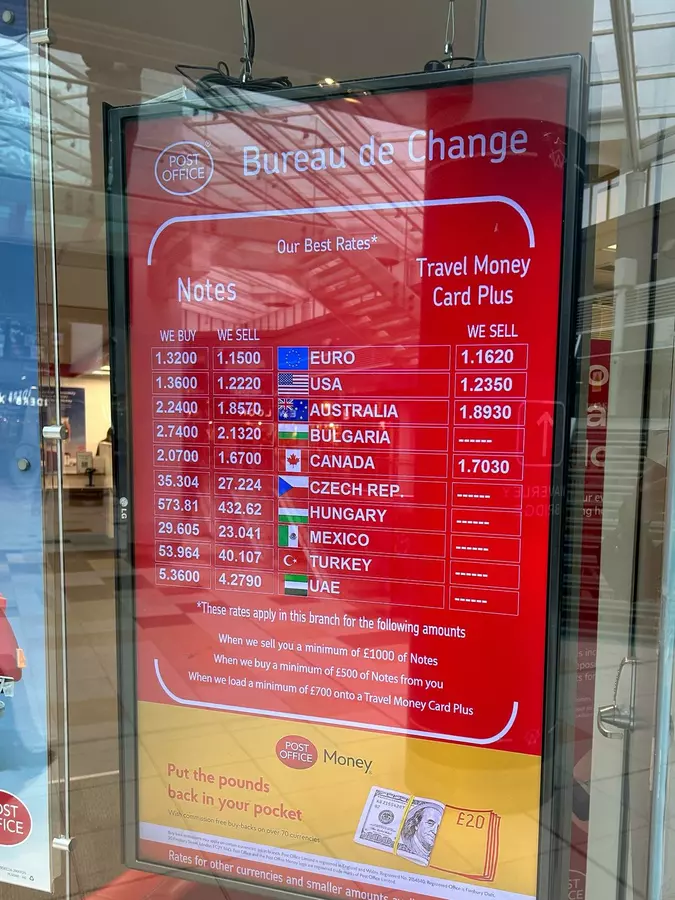 POST OFFICE
Bureau de Change
Our Best Rates*
Notes
Travel Money Card Plus
WE BUY WE SELL WE SELL
1.3200 1.1500 EURO 1.1620
1.3600 1.2220 USA 1.2350
2.2400 1.8570 AUSTRALIA 1.8930
2.7400 2.1320 BULGARIA ------
2.0700 1.6700 CANADA 1.7030
35.304 27.224 CZECH REP. ------
573.81 432.62 HUNGARY ------
29.605 23.041 MEXICO ------
53.964 40.107 TURKEY ------
5.3600 4.2790 UAE ------
*These rates apply in this branch for the following amounts
When we sell you a minimum of £1000 of Notes
When we buy a minimum of £500 of Notes from you
When we load a minimum of £700 onto a Travel Money Card Plus
POST OFFICE Money
Put the pounds
back in your pocket
With commission free buy-backs on over 70 currencies
£20
Rates for other currencies and smaller amounts
LG
OST
FICE